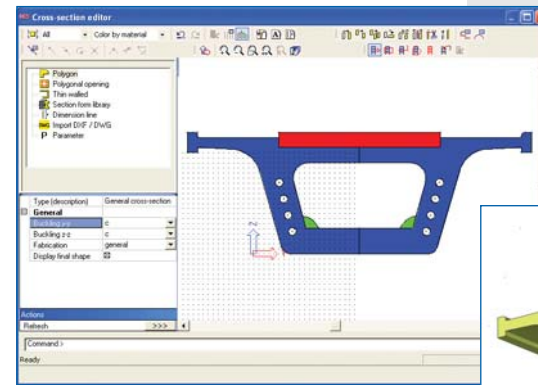 Cross-section editor
All
Color by material
Polygon
Polygonal opening
Thin walled
Section form library
Dimension line
Import DXF / DWG
P Parameter
Type (description) General cross-section
General
Buckling y-y c
Buckling z-z c
Fabrication general
Display final shape
Z
Actions
Refresh >>>
Command >
Ready